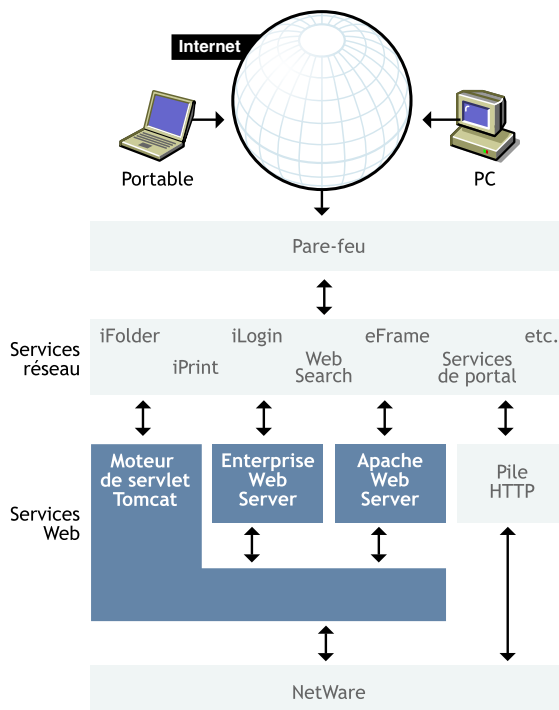 Internet
Portable
PC
Pare-feu
Services
réseau
iFolder
iLogin
eFrame
etc.
iPrint
Web
Search
Services
de portal
Services
Web
Moteur
de servlet
Tomcat
Enterprise
Web
Server
Apache
Web
Server
Pile
HTTP
NetWare